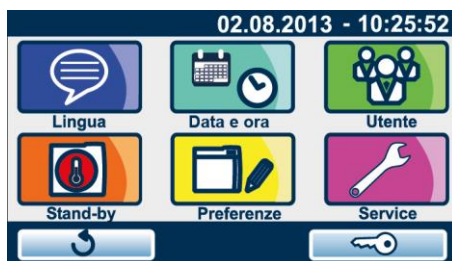 02.08.2013 - 10:25:52
Lingua Data e ora Utente
Stand-by Preferenze Service